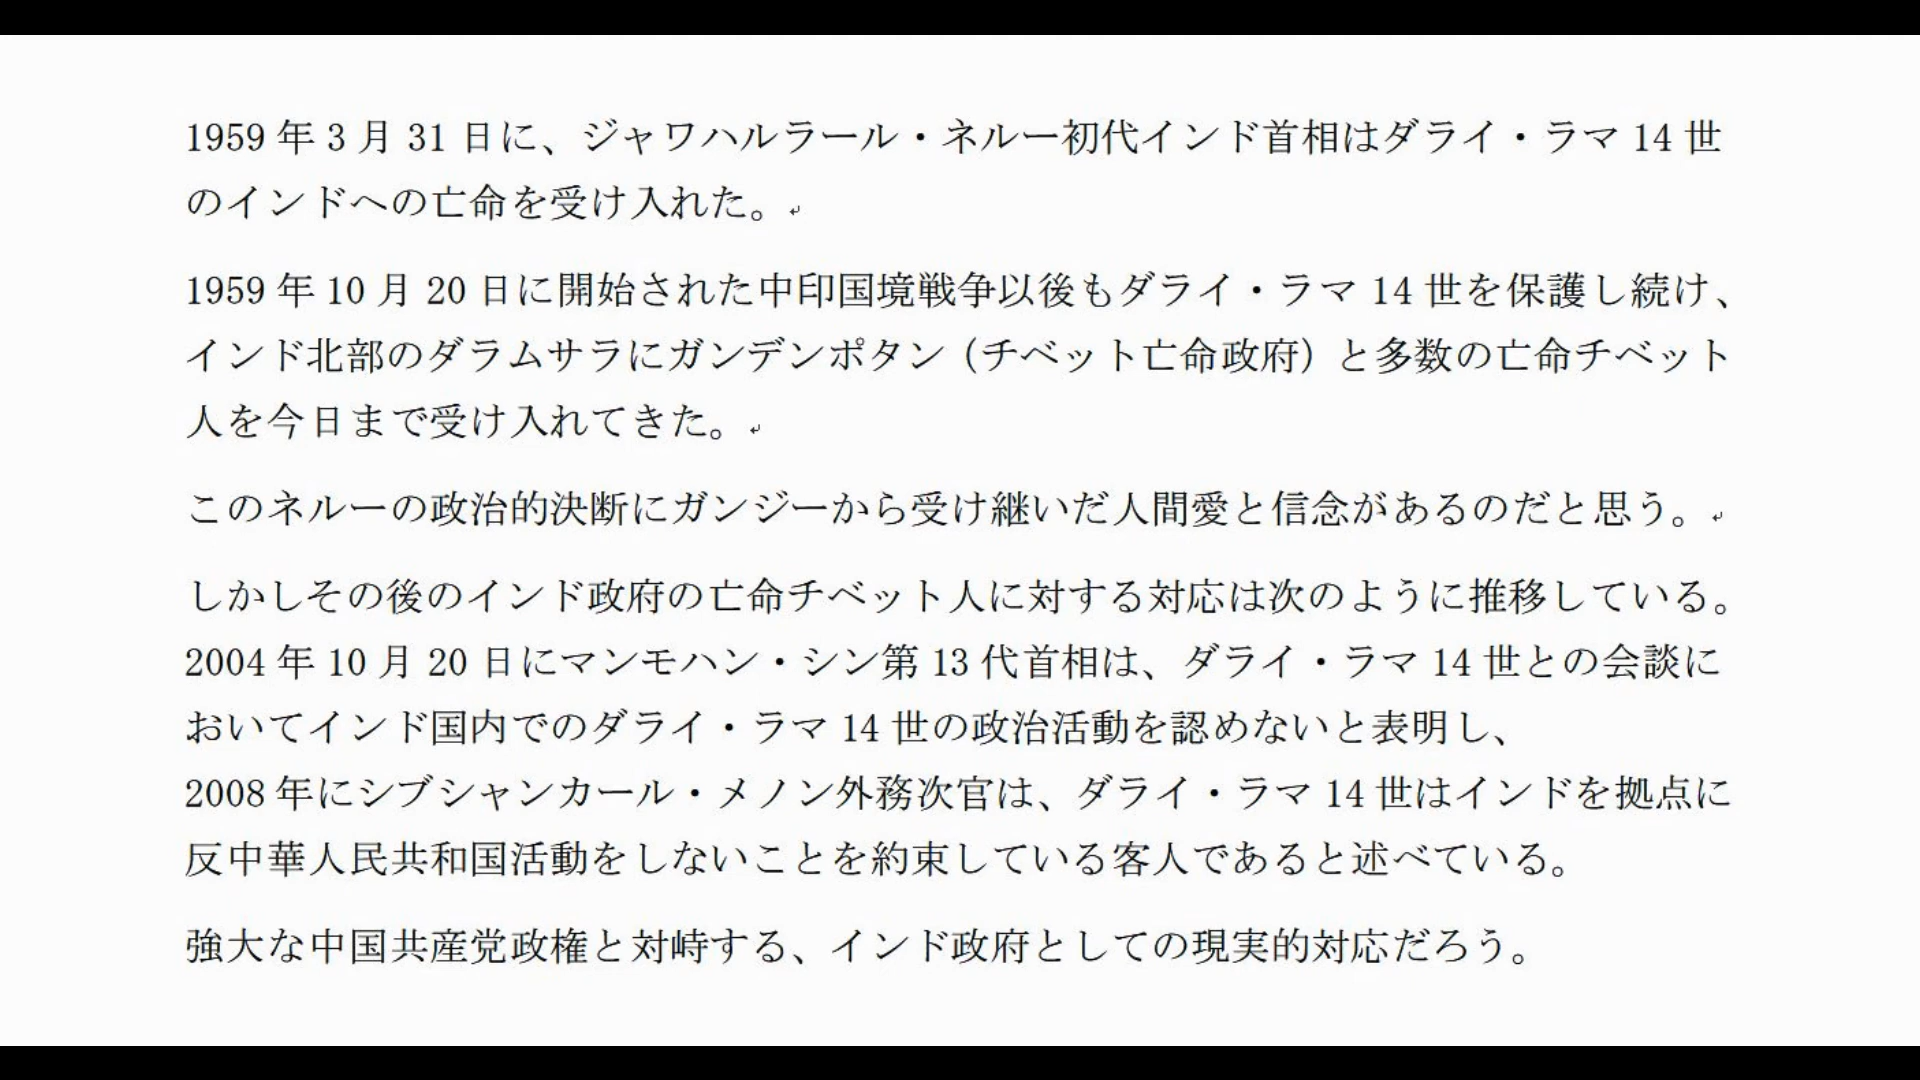 1959年3月31日に、ジャワハルラール・ネルー初代インド首相はダライ・ラマ14世
のインドへの亡命を受け入れた。↵
1959年10月20日に開始された中印国境戦争以後もダライ・ラマ14世を保護し続け、
インド北部のダラムサラにガンデンポタン（チベット亡命政府）と多数の亡命チベット
人を今日まで受け入れてきた。↵
このネルーの政治的決断にガンジーから受け継いだ人間愛と信念があるのだと思う。↵
しかしその後のインド政府の亡命チベット人に対する対応は次のように推移している。
2004年10月20日にマンモハン・シン第13代首相は、ダライ・ラマ14世との会談に
おいてインド国内でのダライ・ラマ14世の政治活動を認めないと表明し、
2008年にシブシャンカール・メノン外務次官は、ダライ・ラマ14世はインドを拠点に
反中華人民共和国活動をしないことを約束している客人であると述べている。
強大な中国共産党政権と対峙する、インド政府としての現実的対応だろう。